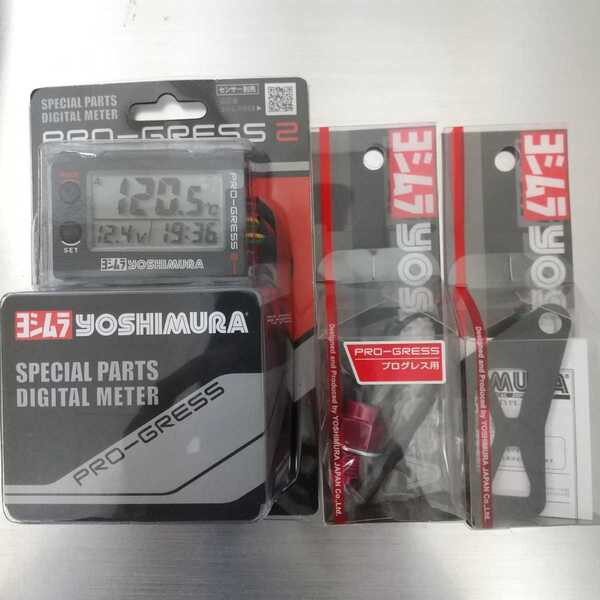 センサー別売
SPECIAL PARTS
DIGITAL METER
PRO-GRESS 2
120.5℃
12.4V 19:36
SET
ヨシムラ YOSHIMURA
PRO-GRESS 2
ヨシムラ YOSHIMURA
SPECIAL PARTS
DIGITAL METER
PRO-GRESS
ヨシムラ
YOSHIMURA
PRO-GRESS
プログレス用
Designed and Produced by YOSHIMURA JAPAN Co.,Ltd.
ヨシムラ
YOSHIMURA
Designed and Produced by YOSHIMURA JAPAN Co.,Ltd.